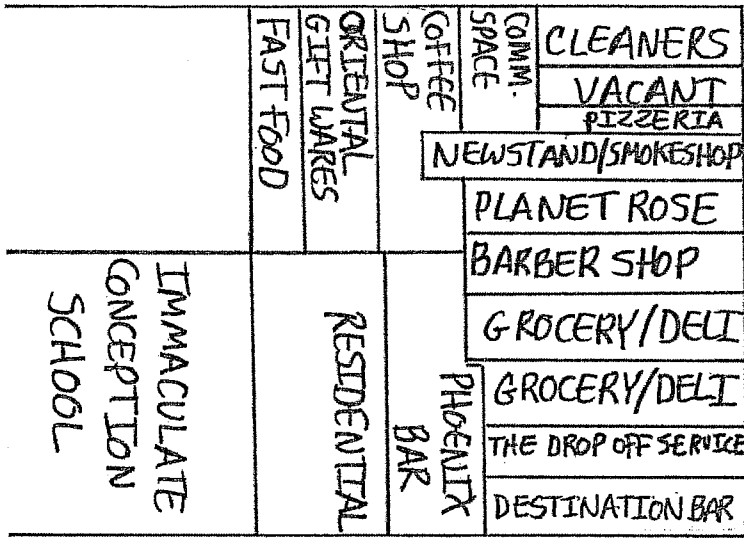 FAST FOOD
ORIENTAL
GIFT WARES
COFFEE
SHOP
COMM.
SPACE
CLEANERS
VACANT
PIZZERIA
NEWSTAND/SMOKESHOP
PLANET ROSE
BARBER SHOP
GROCERY/DELI
GROCERY/DELI
THE DROP OFF SERVICE
DESTINATION BAR
IMMACULATE
CONCEPTION
SCHOOL
RESIDENTIAL
PHOENIX
BAR